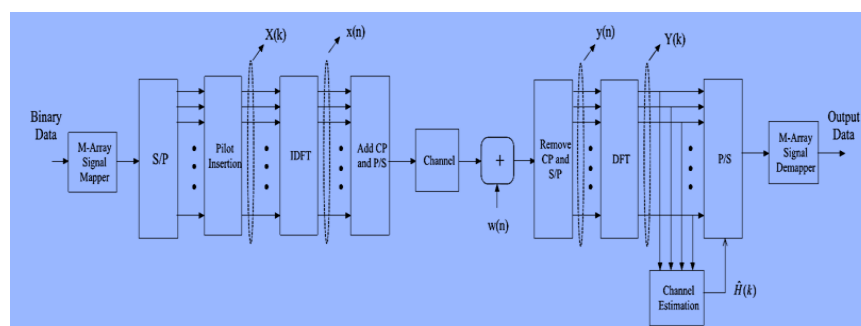 X(k)
x(n)
y(n)
Y(k)
Binary
Data
M-Array
Signal
Mapper
S/P
Pilot
Insertion
IDFT
Add CP
and P/S
Channel
+
w(n)
Remove
CP and
S/P
DFT
P/S
M-Array
Signal
Demapper
Output
Data
Channel
Estimation
Ĥ(k)